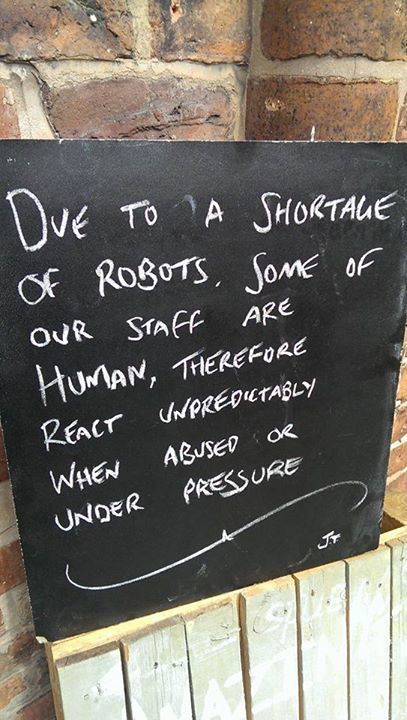 DUE TO A SHORTAGE
OF ROBOTS, SOME OF
OUR STAFF ARE
HUMAN, THEREFORE
REACT UNPREDICTABLY
WHEN ABUSED OR
UNDER PRESSURE
JT